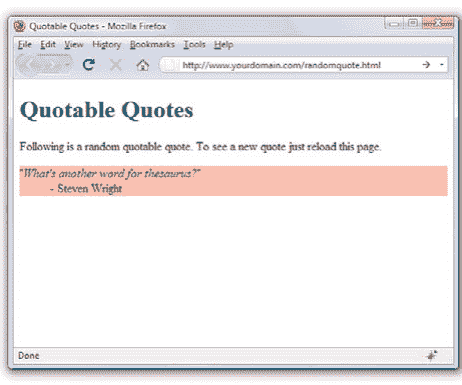 Quotable Quotes - Mozilla Firefox
File Edit View History Bookmarks Tools Help
http://www.yourdomain.com/randomquote.html
Quotable Quotes
Following is a random quotable quote. To see a new quote just reload this page.
"What's another word for thesaurus?"
- Steven Wright
Done